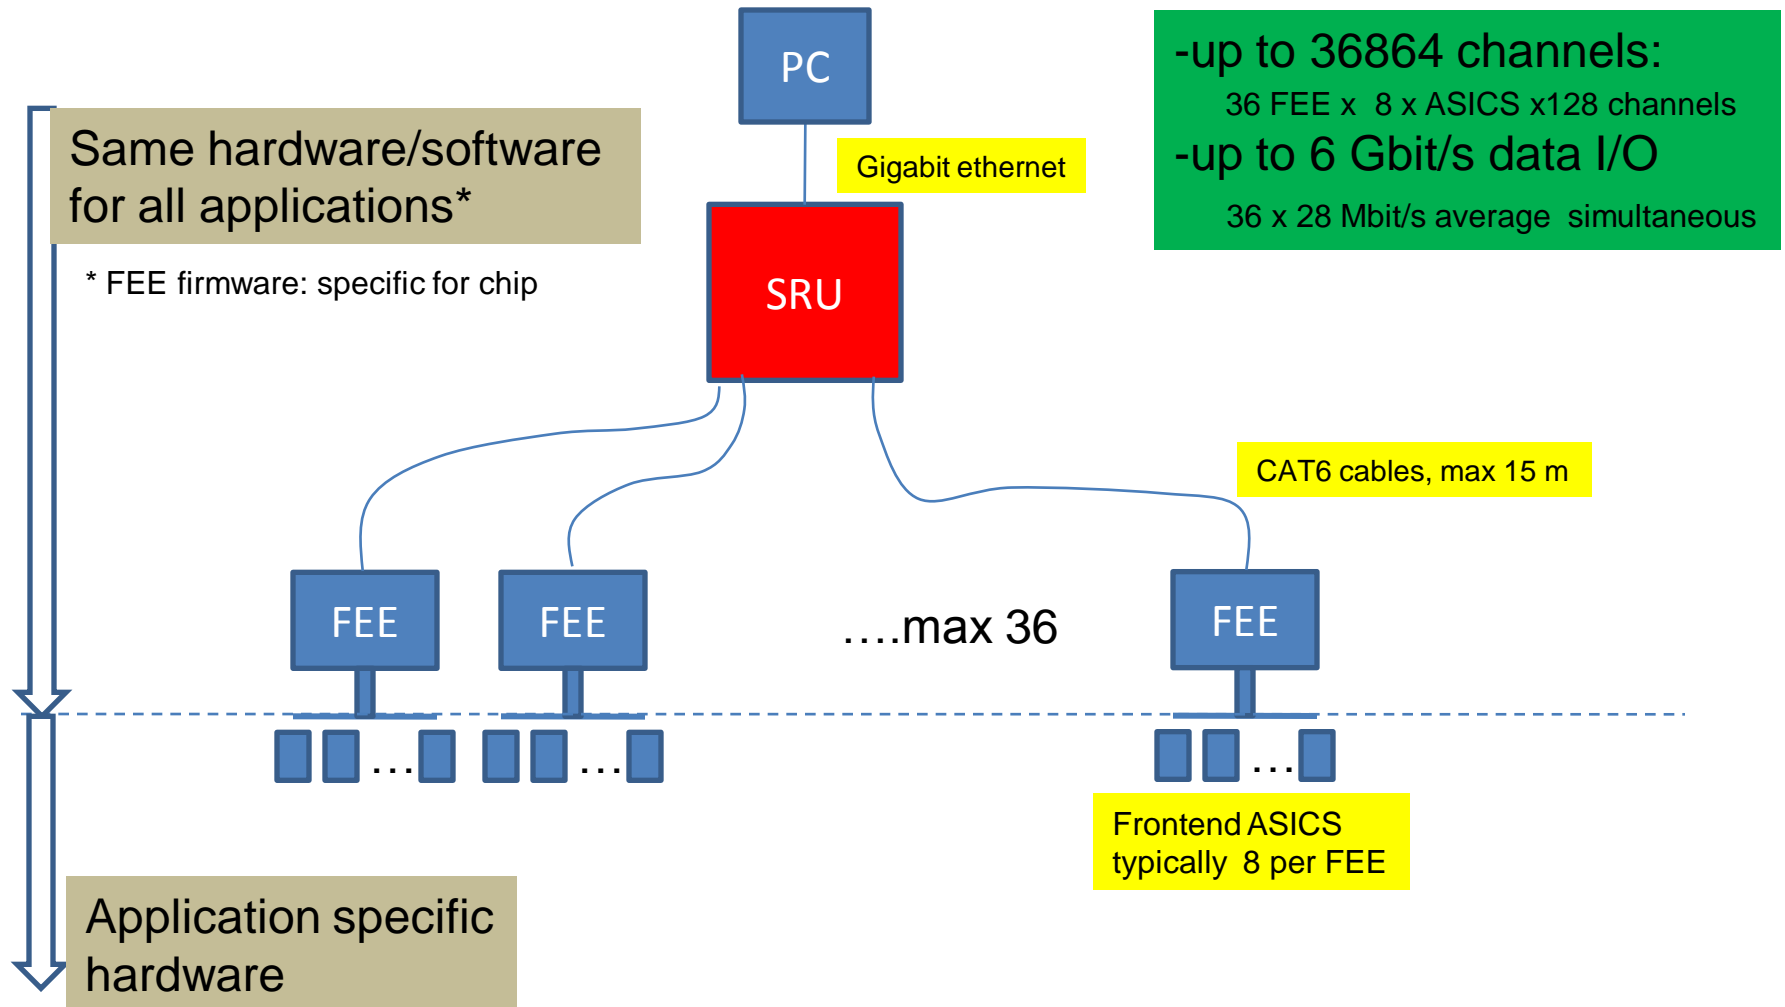 PC
-up to 36864 channels:
36 FEE x 8 x ASICS x128 channels
-up to 6 Gbit/s data I/O
36 x 28 Mbit/s average simultaneous
Same hardware/software
for all applications*
Gigabit ethernet
* FEE firmware: specific for chip
SRU
CAT6 cables, max 15 m
FEE
FEE
....max 36
FEE
...
...
...
Frontend ASICS
typically 8 per FEE
Application specific
hardware